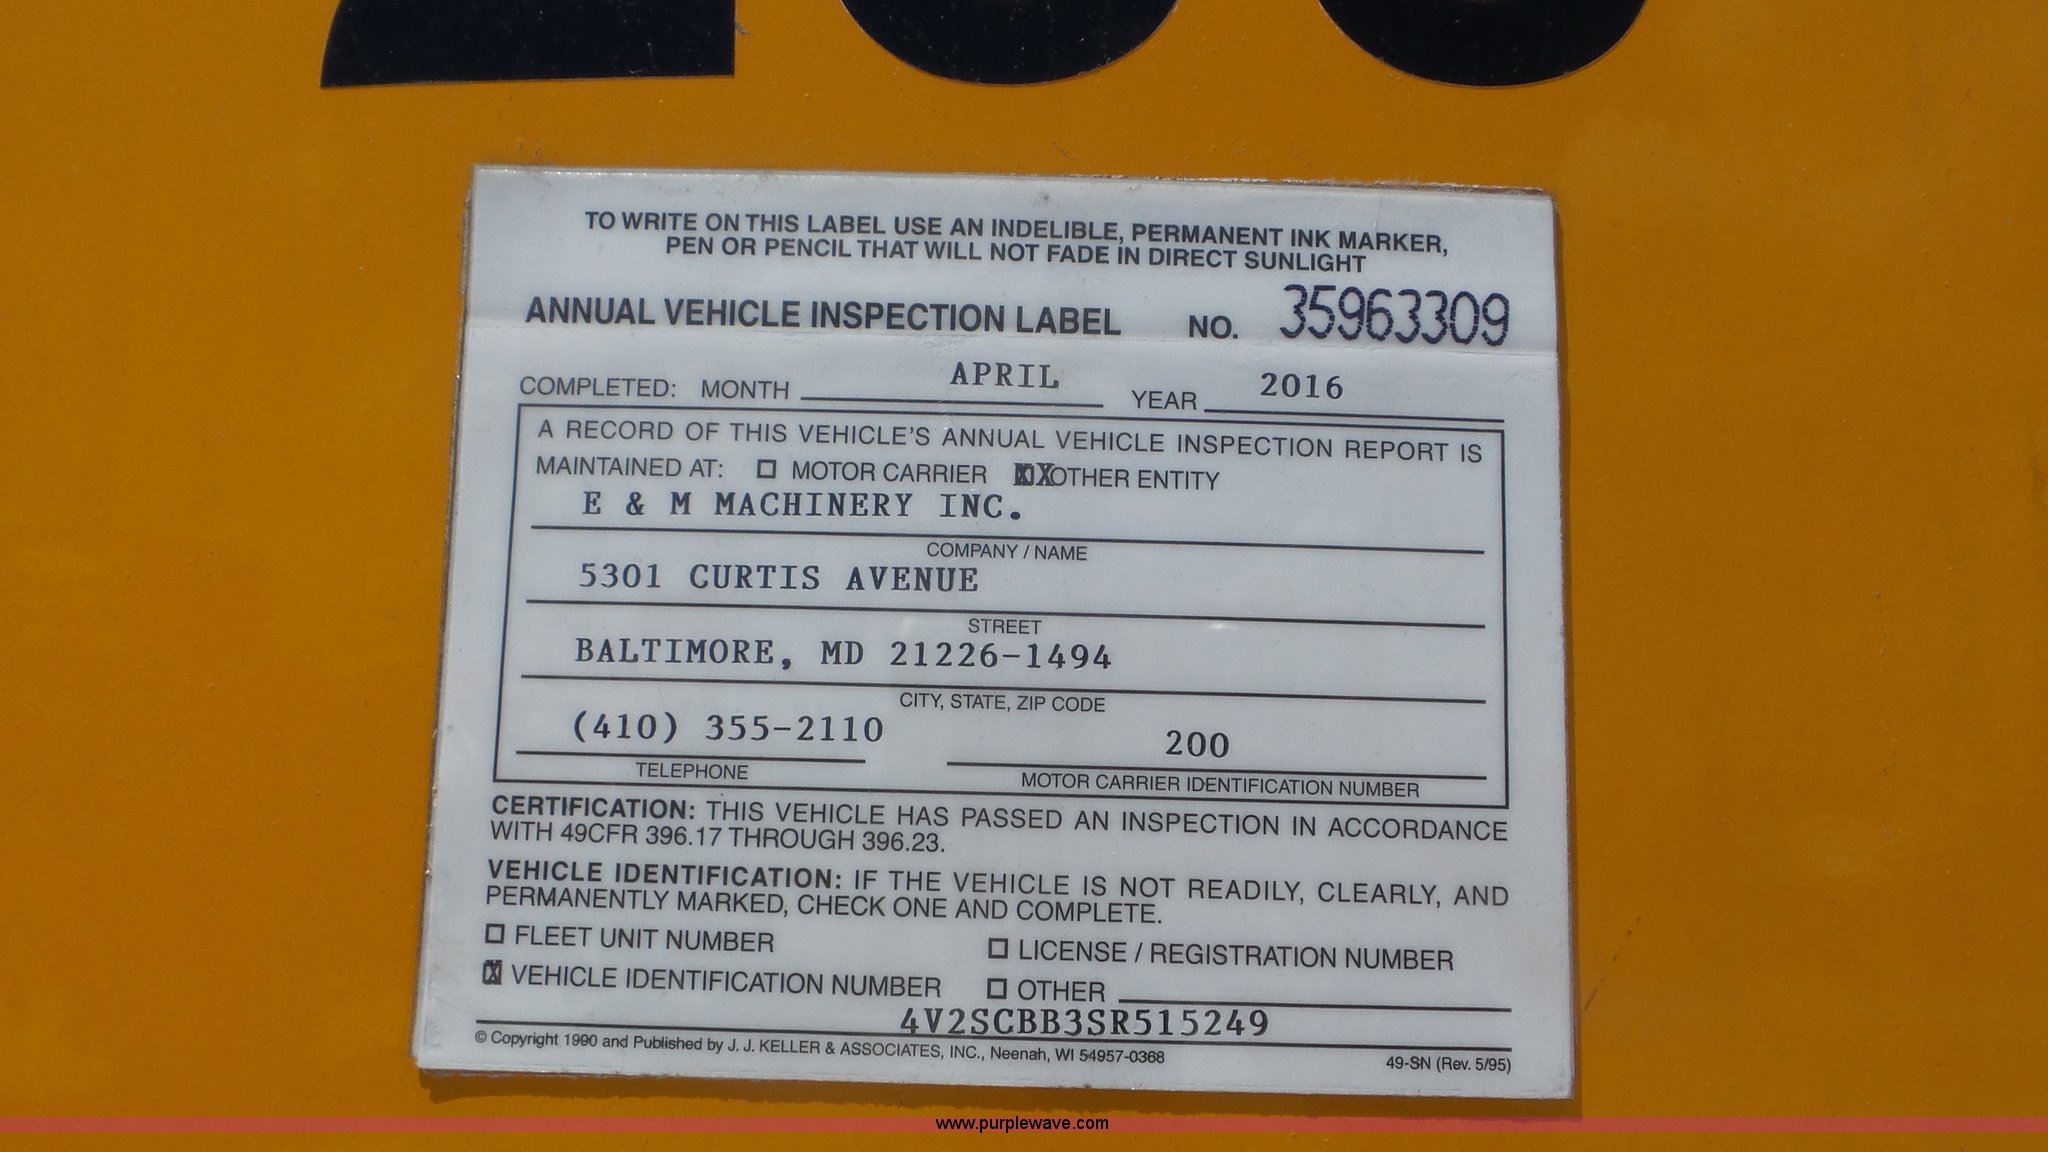 200
TO WRITE ON THIS LABEL USE AN INDELIBLE, PERMANENT INK MARKER,
PEN OR PENCIL THAT WILL NOT FADE IN DIRECT SUNLIGHT
ANNUAL VEHICLE INSPECTION LABEL NO. 35963309
COMPLETED: MONTH APRIL YEAR 2016
A RECORD OF THIS VEHICLE'S ANNUAL VEHICLE INSPECTION REPORT IS
MAINTAINED AT: ☐ MOTOR CARRIER ☒X OTHER ENTITY
E & M MACHINERY INC.
COMPANY / NAME
5301 CURTIS AVENUE
STREET
BALTIMORE, MD 21226-1494
CITY, STATE, ZIP CODE
(410) 355-2110 200
TELEPHONE MOTOR CARRIER IDENTIFICATION NUMBER
CERTIFICATION: THIS VEHICLE HAS PASSED AN INSPECTION IN ACCORDANCE
WITH 49CFR 396.17 THROUGH 396.23.
VEHICLE IDENTIFICATION: IF THE VEHICLE IS NOT READILY, CLEARLY, AND
PERMANENTLY MARKED, CHECK ONE AND COMPLETE.
☐ FLEET UNIT NUMBER ☐ LICENSE / REGISTRATION NUMBER
☒ VEHICLE IDENTIFICATION NUMBER ☐ OTHER
4V2SCBB3SR515249
© Copyright 1990 and Published by J. J. KELLER & ASSOCIATES, INC., Neenah, WI 54957-0368 49-SN (Rev. 5/95)
www.purplewave.com